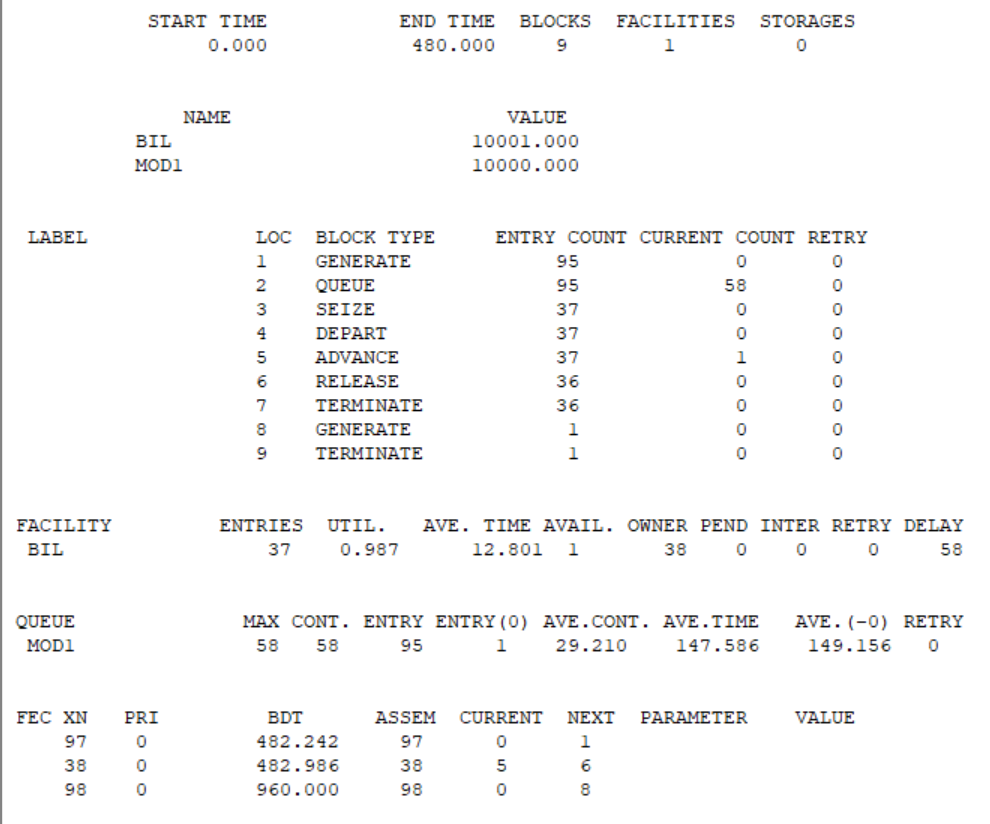 START TIME END TIME BLOCKS FACILITIES STORAGES
0.000 480.000 9 1 0
NAME VALUE
BIL 10001.000
MOD1 10000.000
LABEL LOC BLOCK TYPE ENTRY COUNT CURRENT COUNT RETRY
1 GENERATE 95 0 0
2 QUEUE 95 58 0
3 SEIZE 37 0 0
4 DEPART 37 0 0
5 ADVANCE 37 1 0
6 RELEASE 36 0 0
7 TERMINATE 36 0 0
8 GENERATE 1 0 0
9 TERMINATE 1 0 0
FACILITY ENTRIES UTIL. AVE. TIME AVAIL. OWNER PEND INTER RETRY DELAY
BIL 37 0.987 12.801 1 38 0 0 0 58
QUEUE MAX CONT. ENTRY ENTRY(0) AVE.CONT. AVE.TIME AVE.(-0) RETRY
MOD1 58 58 95 1 29.210 147.586 149.156 0
FEC XN PRI BDT ASSEM CURRENT NEXT PARAMETER VALUE
97 0 482.242 97 0 1
38 0 482.986 38 5 6
98 0 960.000 98 0 8